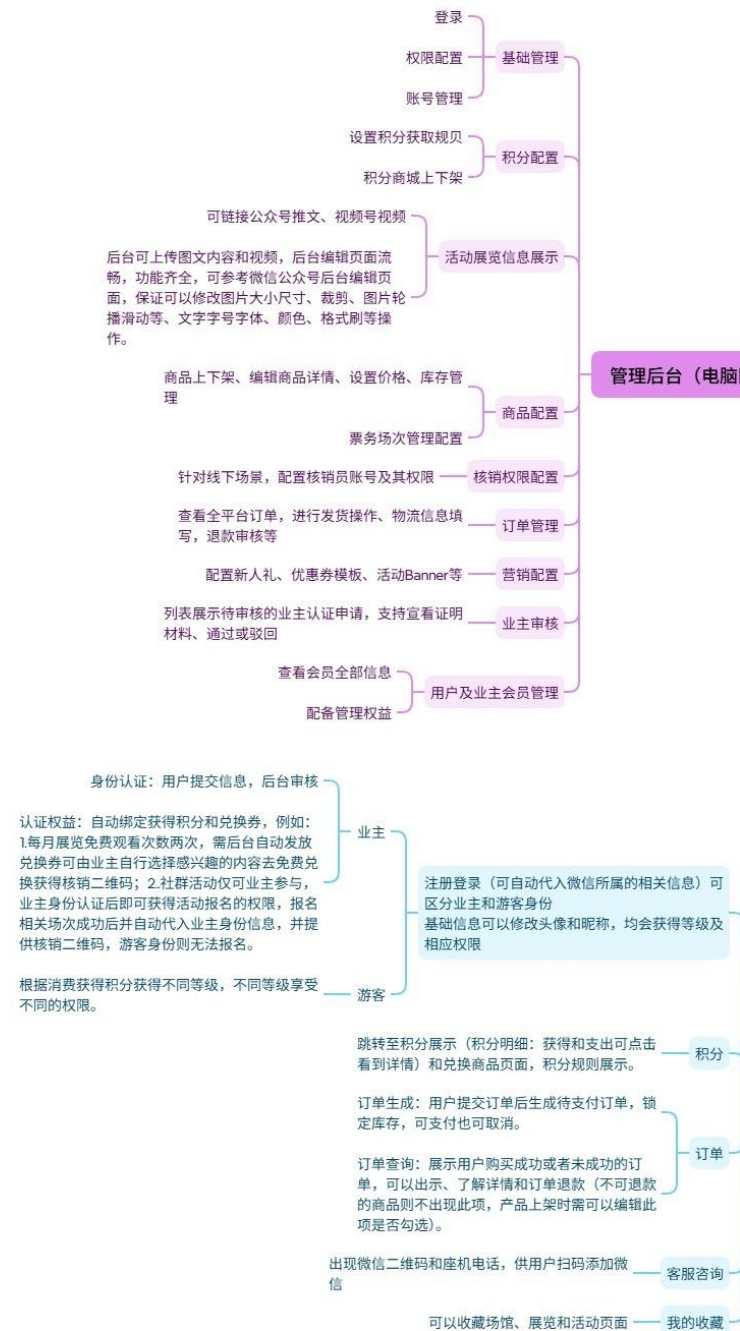 登录
权限配置
账号管理
基础管理
设置积分获取规贝
积分商城上下架
积分配置
可链接公众号推文、视频号视频
后台可上传图文内容和视频，后台编辑页面流
畅，功能齐全，可参考微信公众号后台编辑页
面，保证可以修改图片大小尺寸、裁剪、图片轮
播滑动等、文字字号字体、颜色、格式刷等操
作。
活动展览信息展示
管理后台（电脑
商品上下架、编辑商品详情、设置价格、库存管
理
票务场次管理配置
商品配置
针对线下场景，配置核销员账号及其权限
核销权限配置
查看全平台订单，进行发货操作、物流信息填
写，退款审核等
订单管理
配置新人礼、优惠券模板、活动Banner等
营销配置
列表展示待审核的业主认证申请，支持宣看证明
材料、通过或驳回
业主审核
查看会员全部信息
配备管理权益
用户及业主会员管理
身份认证：用户提交信息，后台审核
认证权益：自动绑定获得积分和兑换券，例如：
1.每月展览免费观看次数两次，需后台自动发放
兑换券可由业主自行选择感兴趣的内容去免费兑
换获得核销二维码；2.社群活动仅可业主参与，
业主身份认证后即可获得活动报名的权限，报名
相关场次成功后并自动代入业主身份信息，并提
供核销二维码，游客身份则无法报名。
业主
根据消费获得积分获得不同等级，不同等级享受
不同的权限。
游客
注册登录（可自动代入微信所属的相关信息）可
区分业主和游客身份
基础信息可以修改头像和昵称，均会获得等级及
相应权限
跳转至积分展示（积分明细：获得和支出可点击
看到详情）和兑换商品页面，积分规则展示。
积分
订单生成：用户提交订单后生成待支付订单，锁
定库存，可支付也可取消。
订单查询：展示用户购买成功或者未成功的订
单，可以出示、了解详情和订单退款（不可退款
的商品则不出现此项，产品上架时需可以编辑此
项是否勾选）。
订单
出现微信二维码和座机电话，供用户扫码添加微
信
客服咨询
可以收藏场馆、展览和活动页面
我的收藏